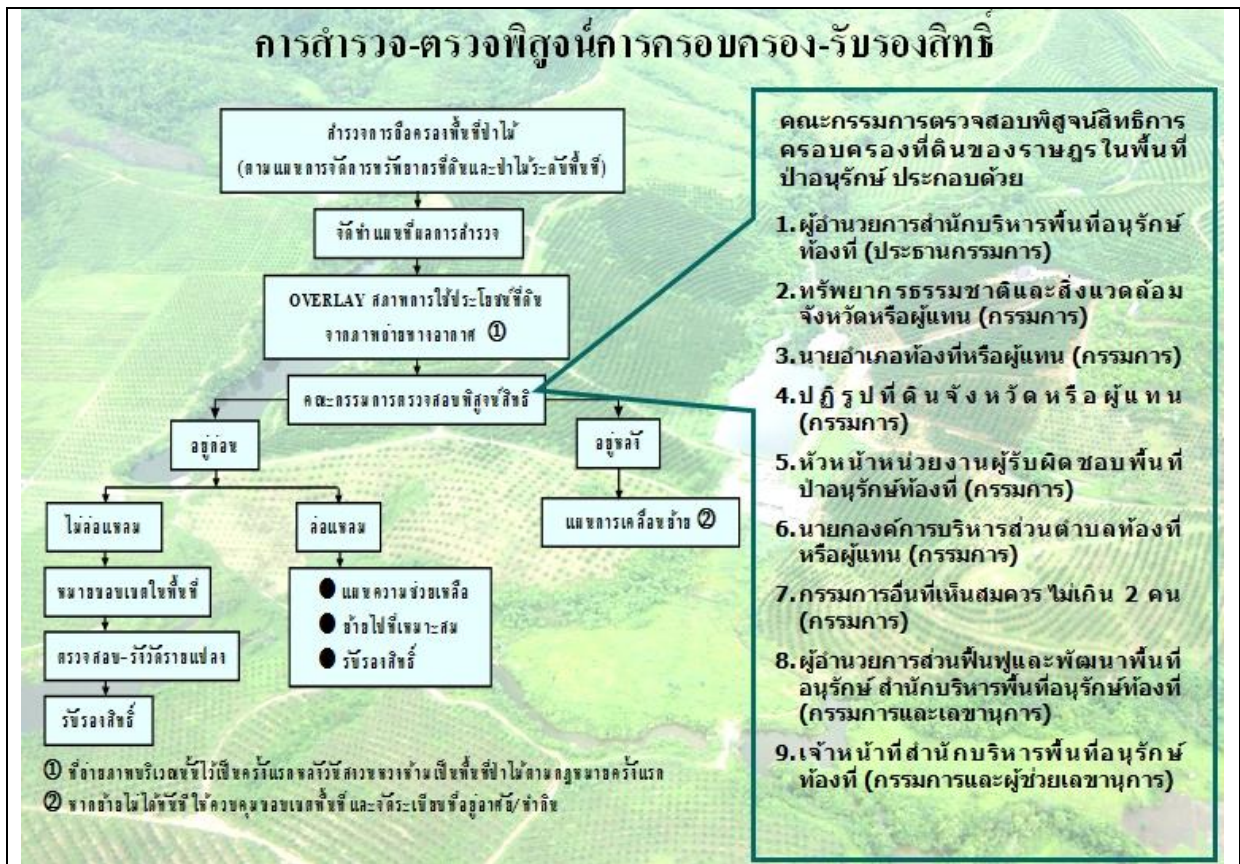 การสำรวจ-ตรวจพิสูจน์การครอบครอง-รับรองสิทธิ์
สำรวจการถือครองพื้นที่ป่าไม้
(ตามแผนการจัดการทรัพยากรที่ดินและป่าไม้ระดับพื้นที่)
จัดทำแผนที่ผลการสำรวจ
OVERLAY สภาพการใช้ประโยชน์ที่ดิน
จากภาพถ่ายทางอากาศ ①
คณะกรรมการตรวจสอบพิสูจน์สิทธิ
อยู่ก่อน
อยู่หลัง
ไม่ล่อแหลม
ล่อแหลม
แผนการเคลื่อนย้าย ②
หมายขอบเขตในพื้นที่
● แผนความช่วยเหลือ
● ย้ายไปที่เหมาะสม
● รับรองสิทธิ์
ตรวจสอบ-รังวัดรายแปลง
รับรองสิทธิ์
① ที่ถ่ายภาพบริเวณนั้นไว้เป็นครั้งแรกหลังวันสงวนหวงห้ามเป็นพื้นที่ป่าไม้ตามกฎหมายครั้งแรก
② หากย้ายไม่ได้ทันที ให้ควบคุมขอบเขตพื้นที่ และจัดระเบียบที่อยู่อาศัย/ทำกิน
คณะกรรมการตรวจสอบพิสูจน์สิทธิการ
ครอบครองที่ดินของราษฎรในพื้นที่
ป่าอนุรักษ์ ประกอบด้วย
1.ผู้อำนวยการสำนักบริหารพื้นที่อนุรักษ์
ท้องที่ (ประธานกรรมการ)
2.ทรัพยากรธรรมชาติและสิ่งแวดล้อม
จังหวัดหรือผู้แทน (กรรมการ)
3.นายอำเภอท้องที่หรือผู้แทน (กรรมการ)
4.ปฏิรูปที่ดินจังหวัดหรือผู้แทน
(กรรมการ)
5.หัวหน้าหน่วยงานผู้รับผิดชอบพื้นที่
ป่าอนุรักษ์ท้องที่ (กรรมการ)
6.นายกองค์การบริหารส่วนตำบลท้องที่
หรือผู้แทน (กรรมการ)
7.กรรมการอื่นที่เห็นสมควร ไม่เกิน 2 คน
(กรรมการ)
8.ผู้อำนวยการส่วนฟื้นฟูและพัฒนาพื้นที่
อนุรักษ์ สำนักบริหารพื้นที่อนุรักษ์ท้องที่
(กรรมการและเลขานุการ)
9.เจ้าหน้าที่สำนักบริหารพื้นที่อนุรักษ์
ท้องที่ (กรรมการและผู้ช่วยเลขานุการ)